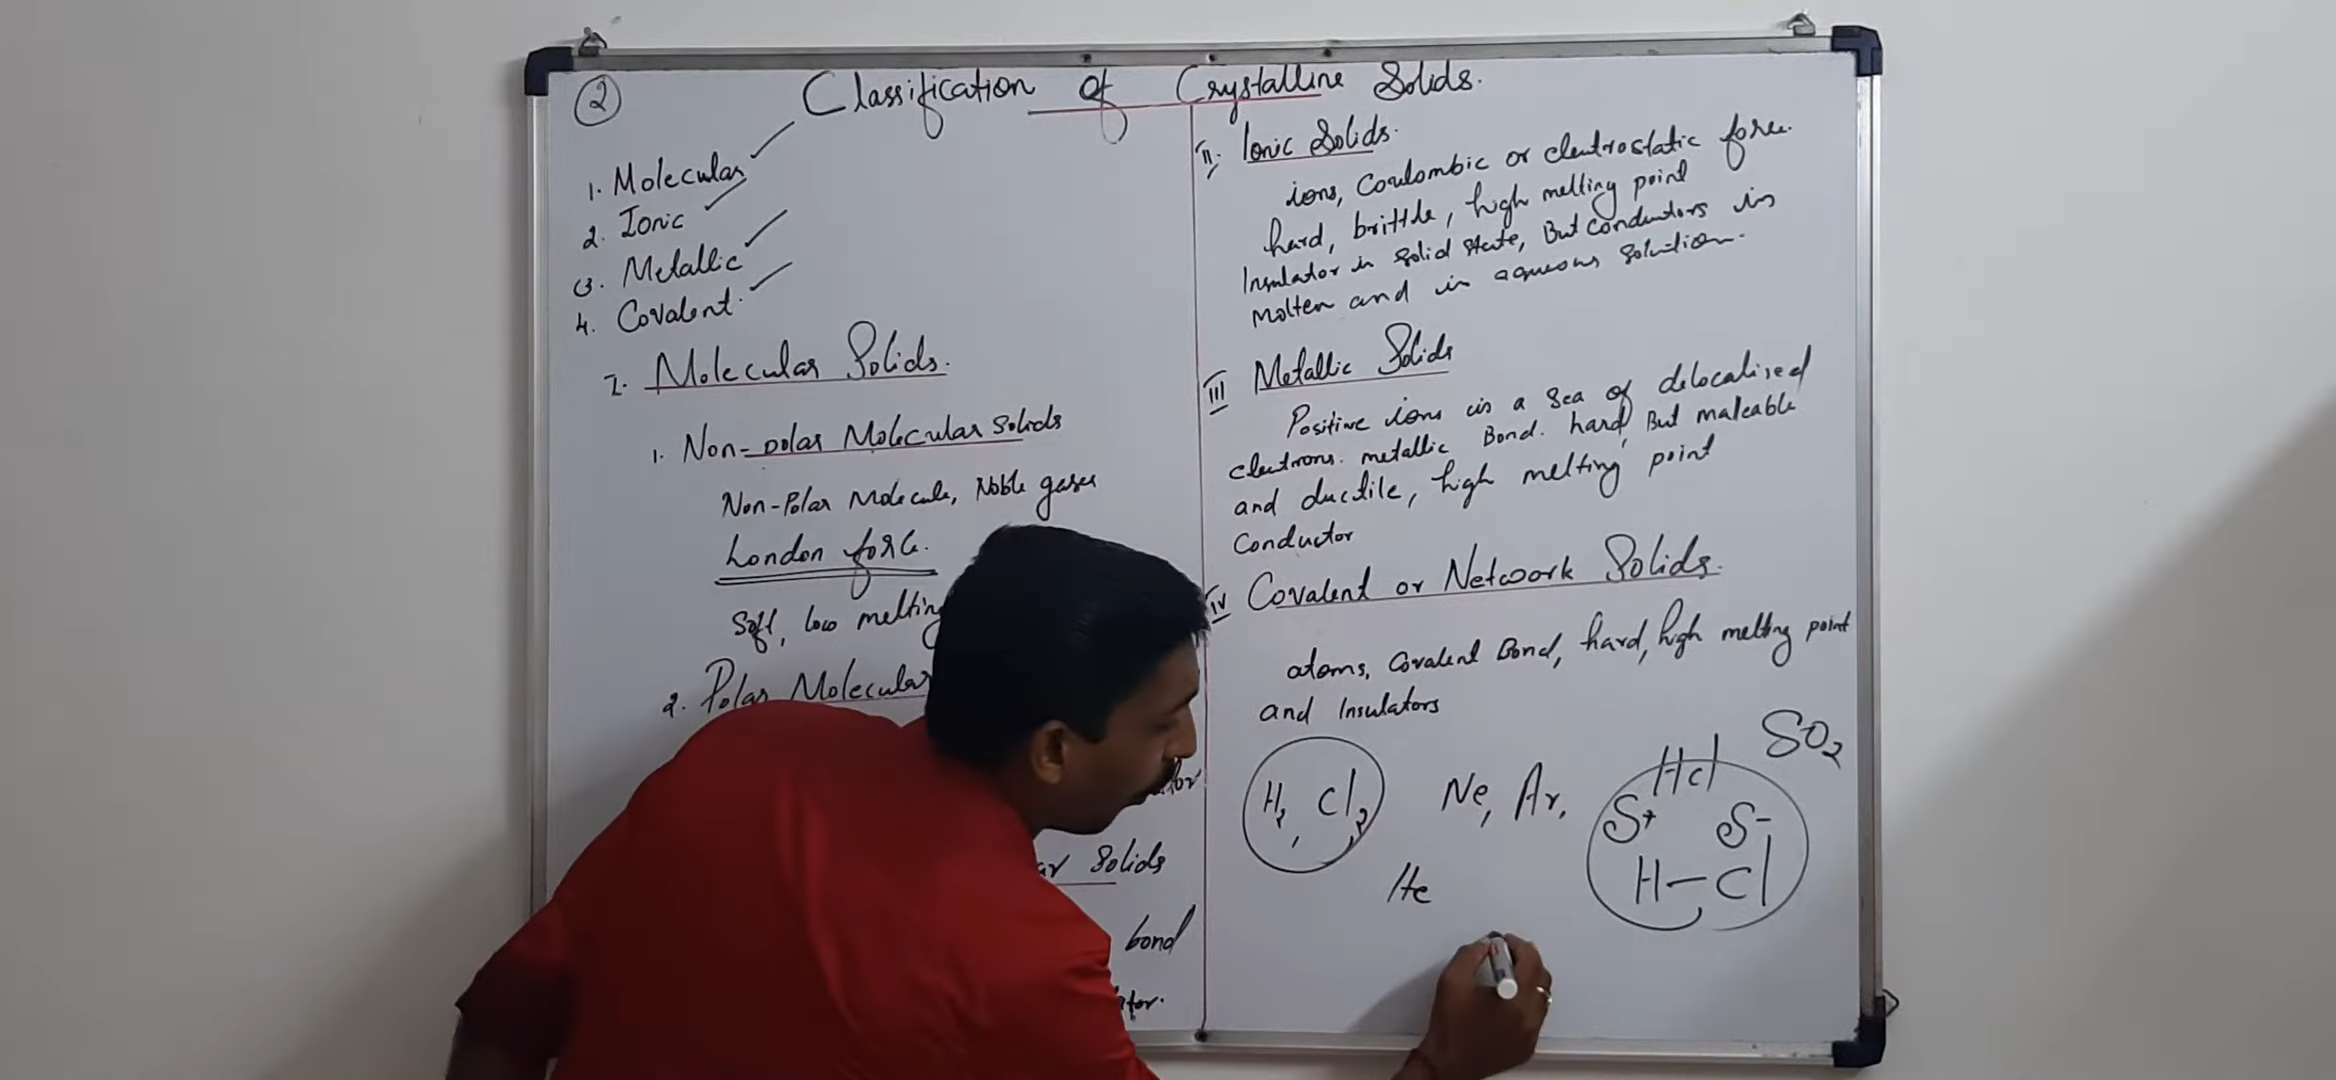 2
Classification of Crystalline Solids.
1. Molecular
2. Ionic
3. Metallic
4. Covalent.
I. Molecular Solids.
1. Non-polar Molecular Solids
Non-Polar Molecule, Noble gases
London force.
Soft, low melting
2. Polar Molecular
Solids
bond
II. Ionic Solids.
ions, Coulombic or electrostatic force.
hard, brittle, high melting point
Insulator in solid state, But conductors in
molten and in aqueous solution.
III Metallic Solids
Positive ions in a sea of delocalised
electrons. metallic Bond. hard, But maleable
and ductile, high melting point
Conductor
IV Covalent or Network Solids.
atoms, Covalent Bond, hard, high melting point
and Insulators
H2, Cl2,
Ne, Ar,
He
HCl
SO2
S+ S-
H-Cl